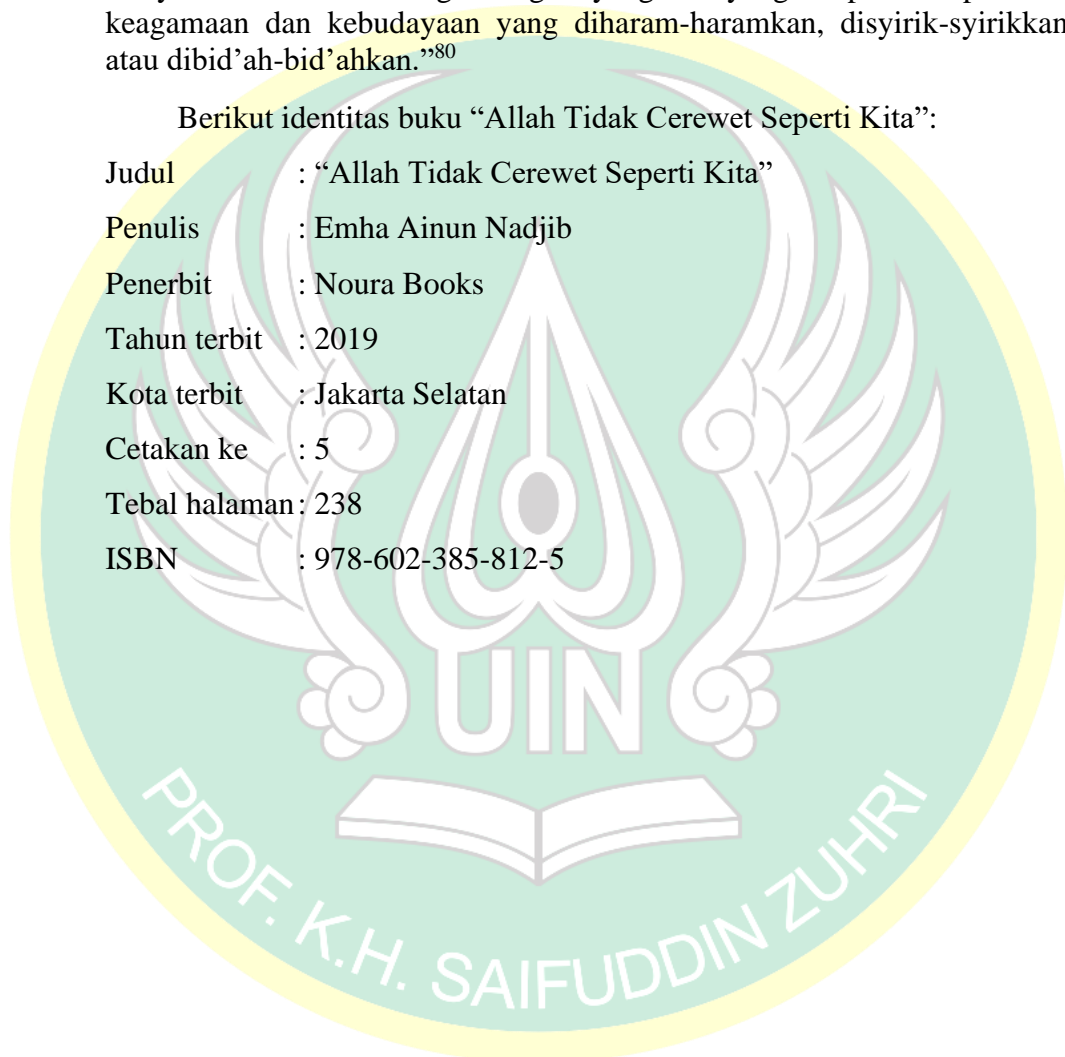 keagamaan dan kebudayaan yang diharam-haramkan, disyirik-syirikkan
atau dibid’ah-bid’ahkan.”80
Berikut identitas buku “Allah Tidak Cerewet Seperti Kita”:
Judul : “Allah Tidak Cerewet Seperti Kita”
Penulis : Emha Ainun Nadjib
Penerbit : Noura Books
Tahun terbit : 2019
Kota terbit : Jakarta Selatan
Cetakan ke : 5
Tebal halaman : 238
ISBN : 978-602-385-812-5
UIN
PROF. K.H. SAIFUDDIN ZUHRI